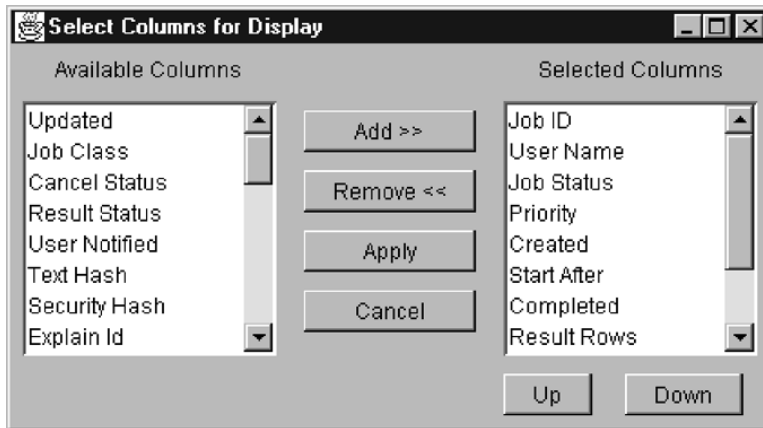 Select Columns for Display
Available Columns
Selected Columns
Updated
Job Class
Cancel Status
Result Status
User Notified
Text Hash
Security Hash
Explain Id
Add >>
Remove <<
Apply
Cancel
Job ID
User Name
Job Status
Priority
Created
Start After
Completed
Result Rows
Up
Down